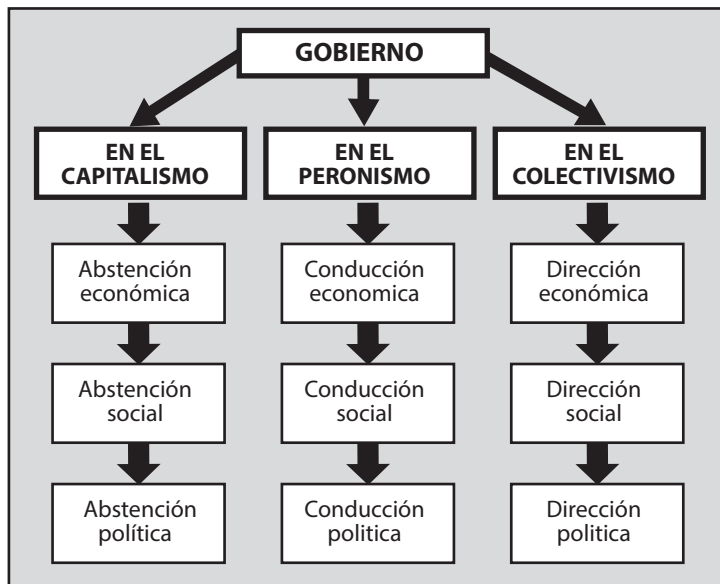 GOBIERNO
EN EL
CAPITALISMO
EN EL
PERONISMO
EN EL
COLECTIVISMO
Abstención
económica
Conducción
economica
Dirección
económica
Abstención
social
Conducción
social
Dirección
social
Abstención
política
Conducción
politica
Dirección
politica